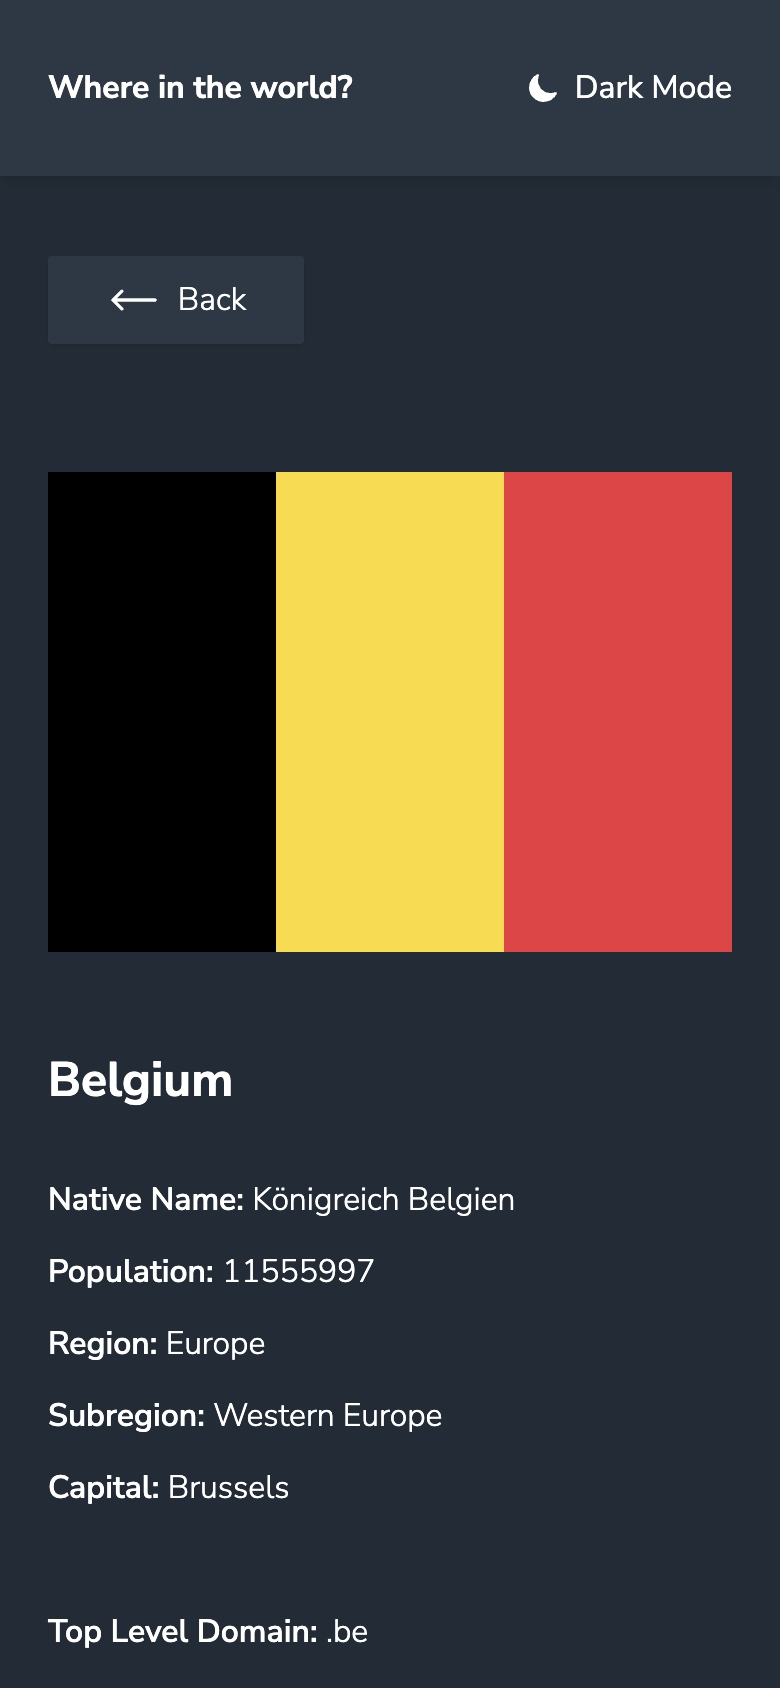 Where in the world?
Dark Mode
Back
Belgium
Native Name: Königreich Belgien
Population: 11555997
Region: Europe
Subregion: Western Europe
Capital: Brussels
Top Level Domain: .be